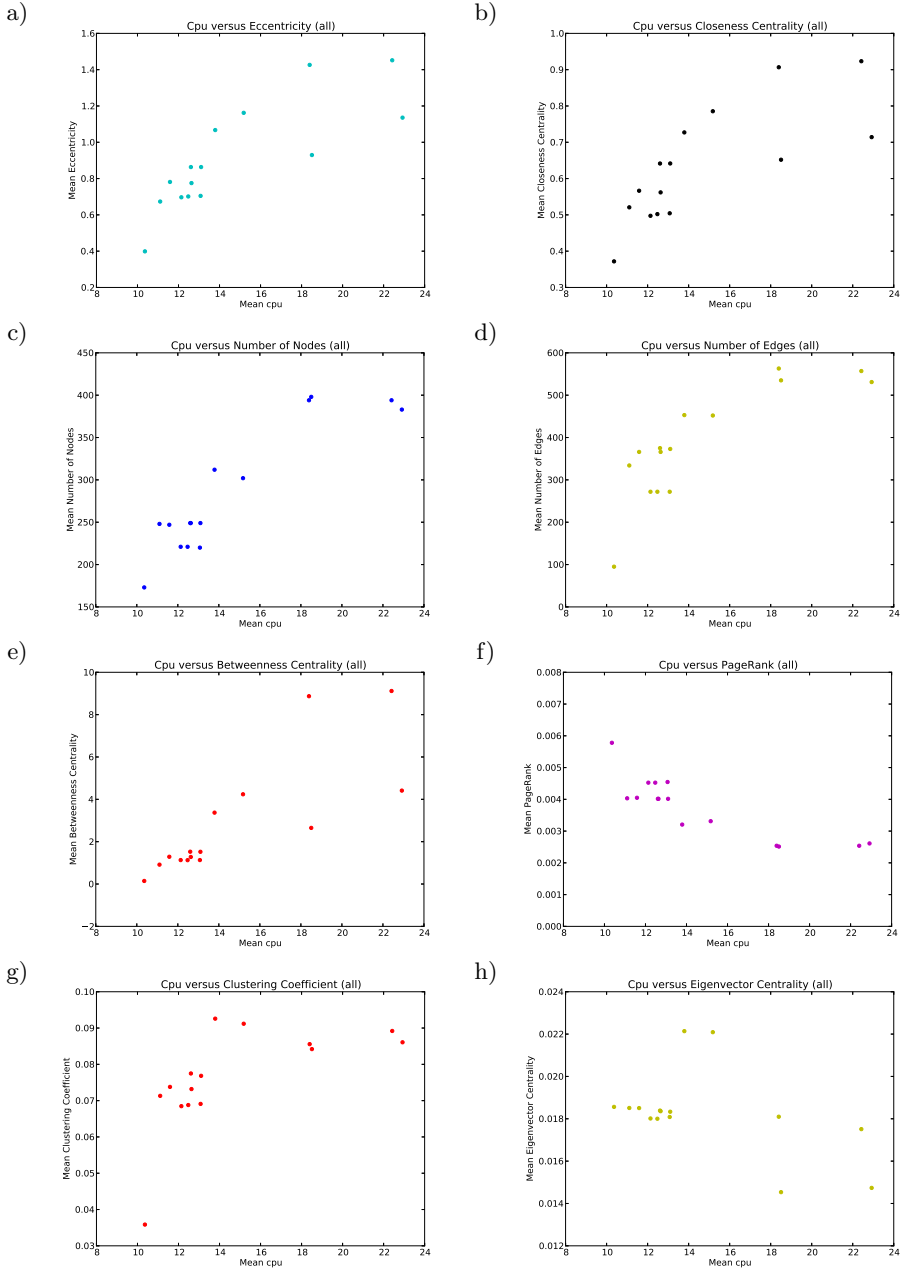 a)
Cpu versus Eccentricity (all)
1.6
1.4
1.2
1.0
0.8
0.6
0.4
0.2
Mean Eccentricity
8 10 12 14 16 18 20 22 24
Mean cpu
b)
Cpu versus Closeness Centrality (all)
1.0
0.9
0.8
0.7
0.6
0.5
0.4
0.3
Mean Closeness Centrality
8 10 12 14 16 18 20 22 24
Mean cpu
c)
Cpu versus Number of Nodes (all)
450
400
350
300
250
200
150
Mean Number of Nodes
8 10 12 14 16 18 20 22 24
Mean cpu
d)
Cpu versus Number of Edges (all)
600
500
400
300
200
100
0
Mean Number of Edges
8 10 12 14 16 18 20 22 24
Mean cpu
e)
Cpu versus Betweenness Centrality (all)
10
8
6
4
2
0
−2
Mean Betweenness Centrality
8 10 12 14 16 18 20 22 24
Mean cpu
f)
Cpu versus PageRank (all)
0.008
0.007
0.006
0.005
0.004
0.003
0.002
0.001
0.000
Mean PageRank
8 10 12 14 16 18 20 22 24
Mean cpu
g)
Cpu versus Clustering Coefficient (all)
0.10
0.09
0.08
0.07
0.06
0.05
0.04
0.03
Mean Clustering Coefficient
8 10 12 14 16 18 20 22 24
Mean cpu
h)
Cpu versus Eigenvector Centrality (all)
0.024
0.022
0.020
0.018
0.016
0.014
0.012
Mean Eigenvector Centrality
8 10 12 14 16 18 20 22 24
Mean cpu